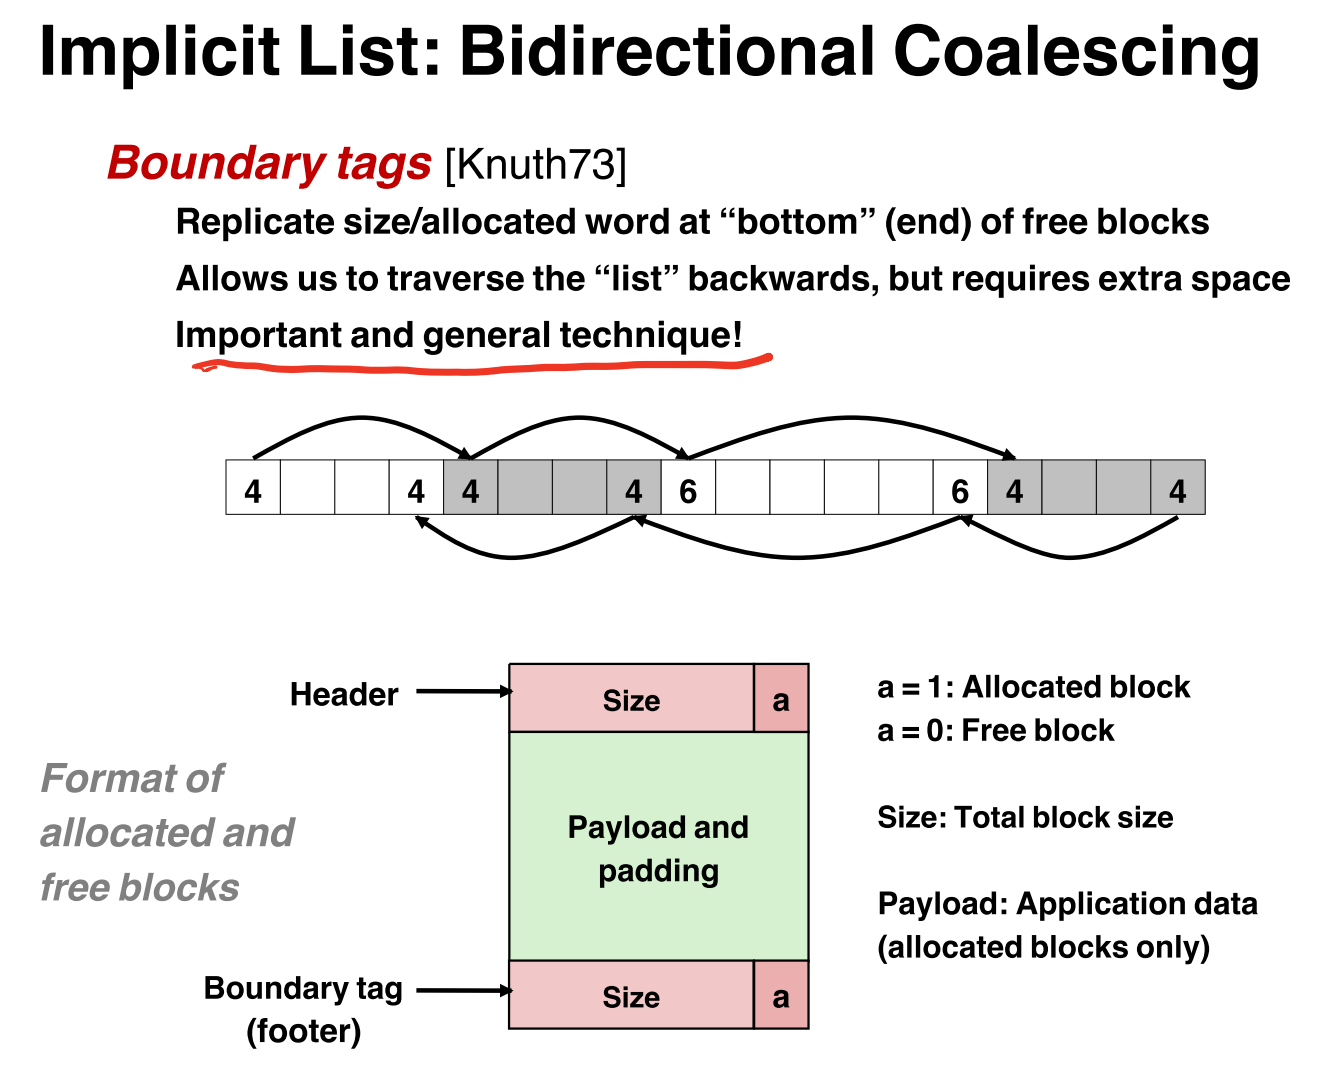 Implicit List: Bidirectional Coalescing
Boundary tags [Knuth73]
Replicate size/allocated word at “bottom” (end) of free blocks
Allows us to traverse the “list” backwards, but requires extra space
Important and general technique!
4 4 4 4 6 6 4 4
Header
Size a
a = 1: Allocated block
a = 0: Free block
Format of
allocated and
free blocks
Payload and
padding
Size: Total block size
Payload: Application data
(allocated blocks only)
Boundary tag
(footer)
Size a